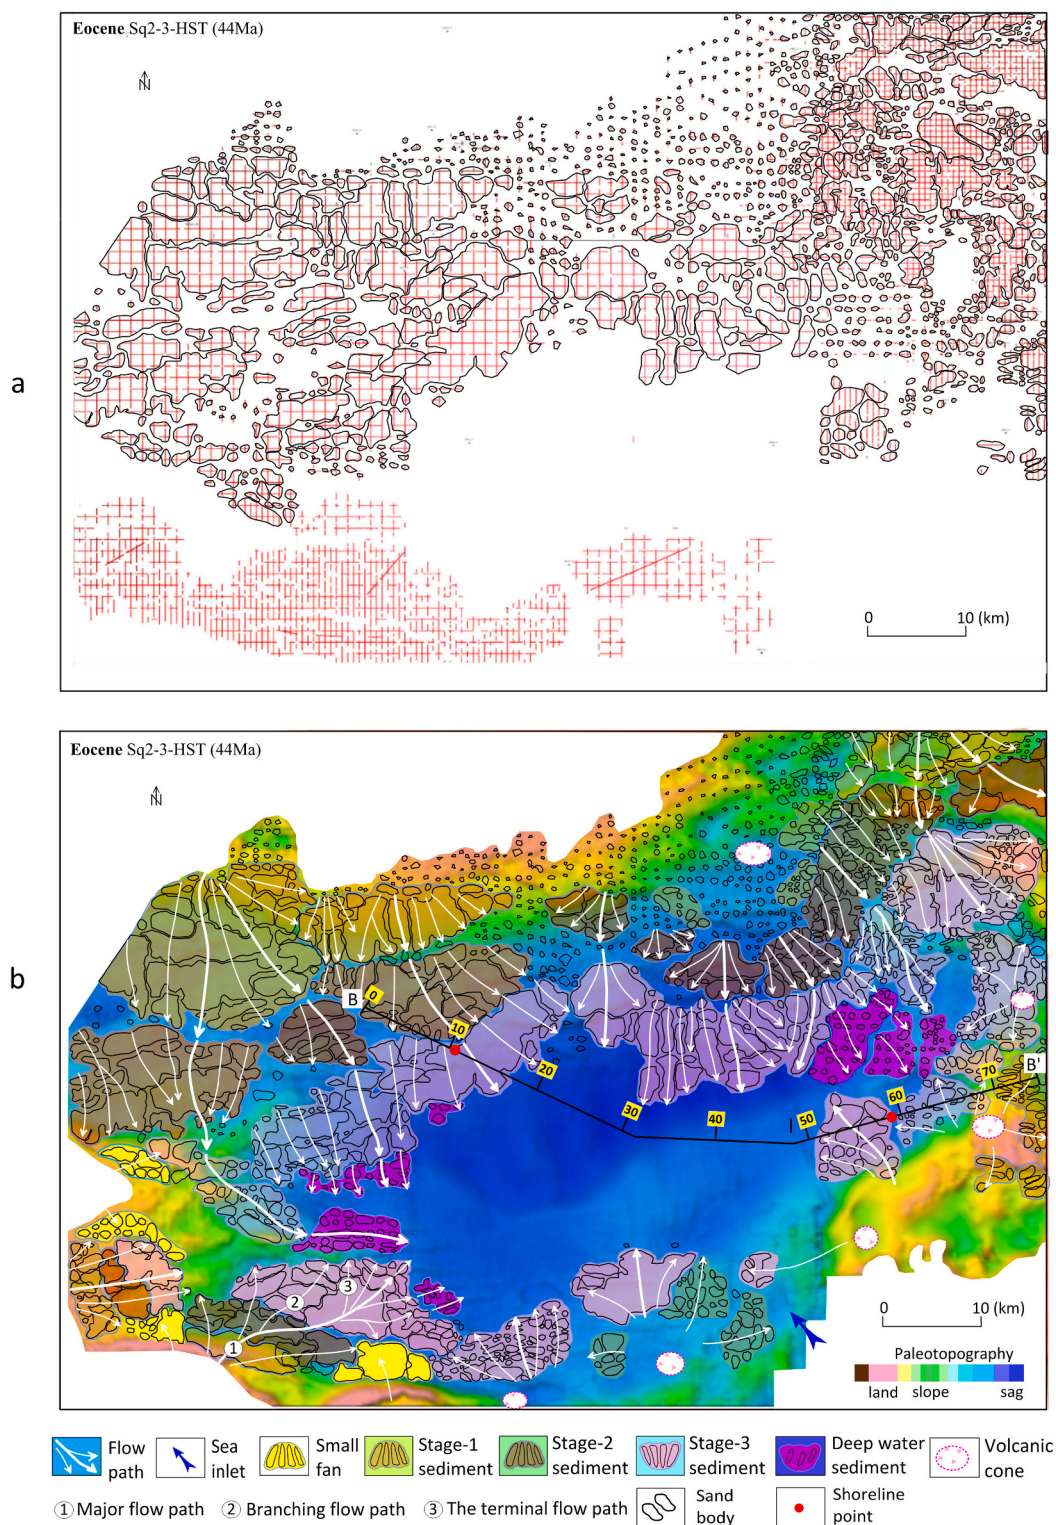 Eocene Sq2-3-HST (44Ma)
N
a
0 10 (km)
Eocene Sq2-3-HST (44Ma)
N
b
B
0
10
20
30
40
50
60
70
B'
1
2
3
0 10 (km)
Paleotopography
land slope sag
Flow path
Sea inlet
Small fan
Stage-1 sediment
Stage-2 sediment
Stage-3 sediment
Deep water sediment
Volcanic cone
① Major flow path
② Branching flow path
③ The terminal flow path
Sand body
Shoreline point